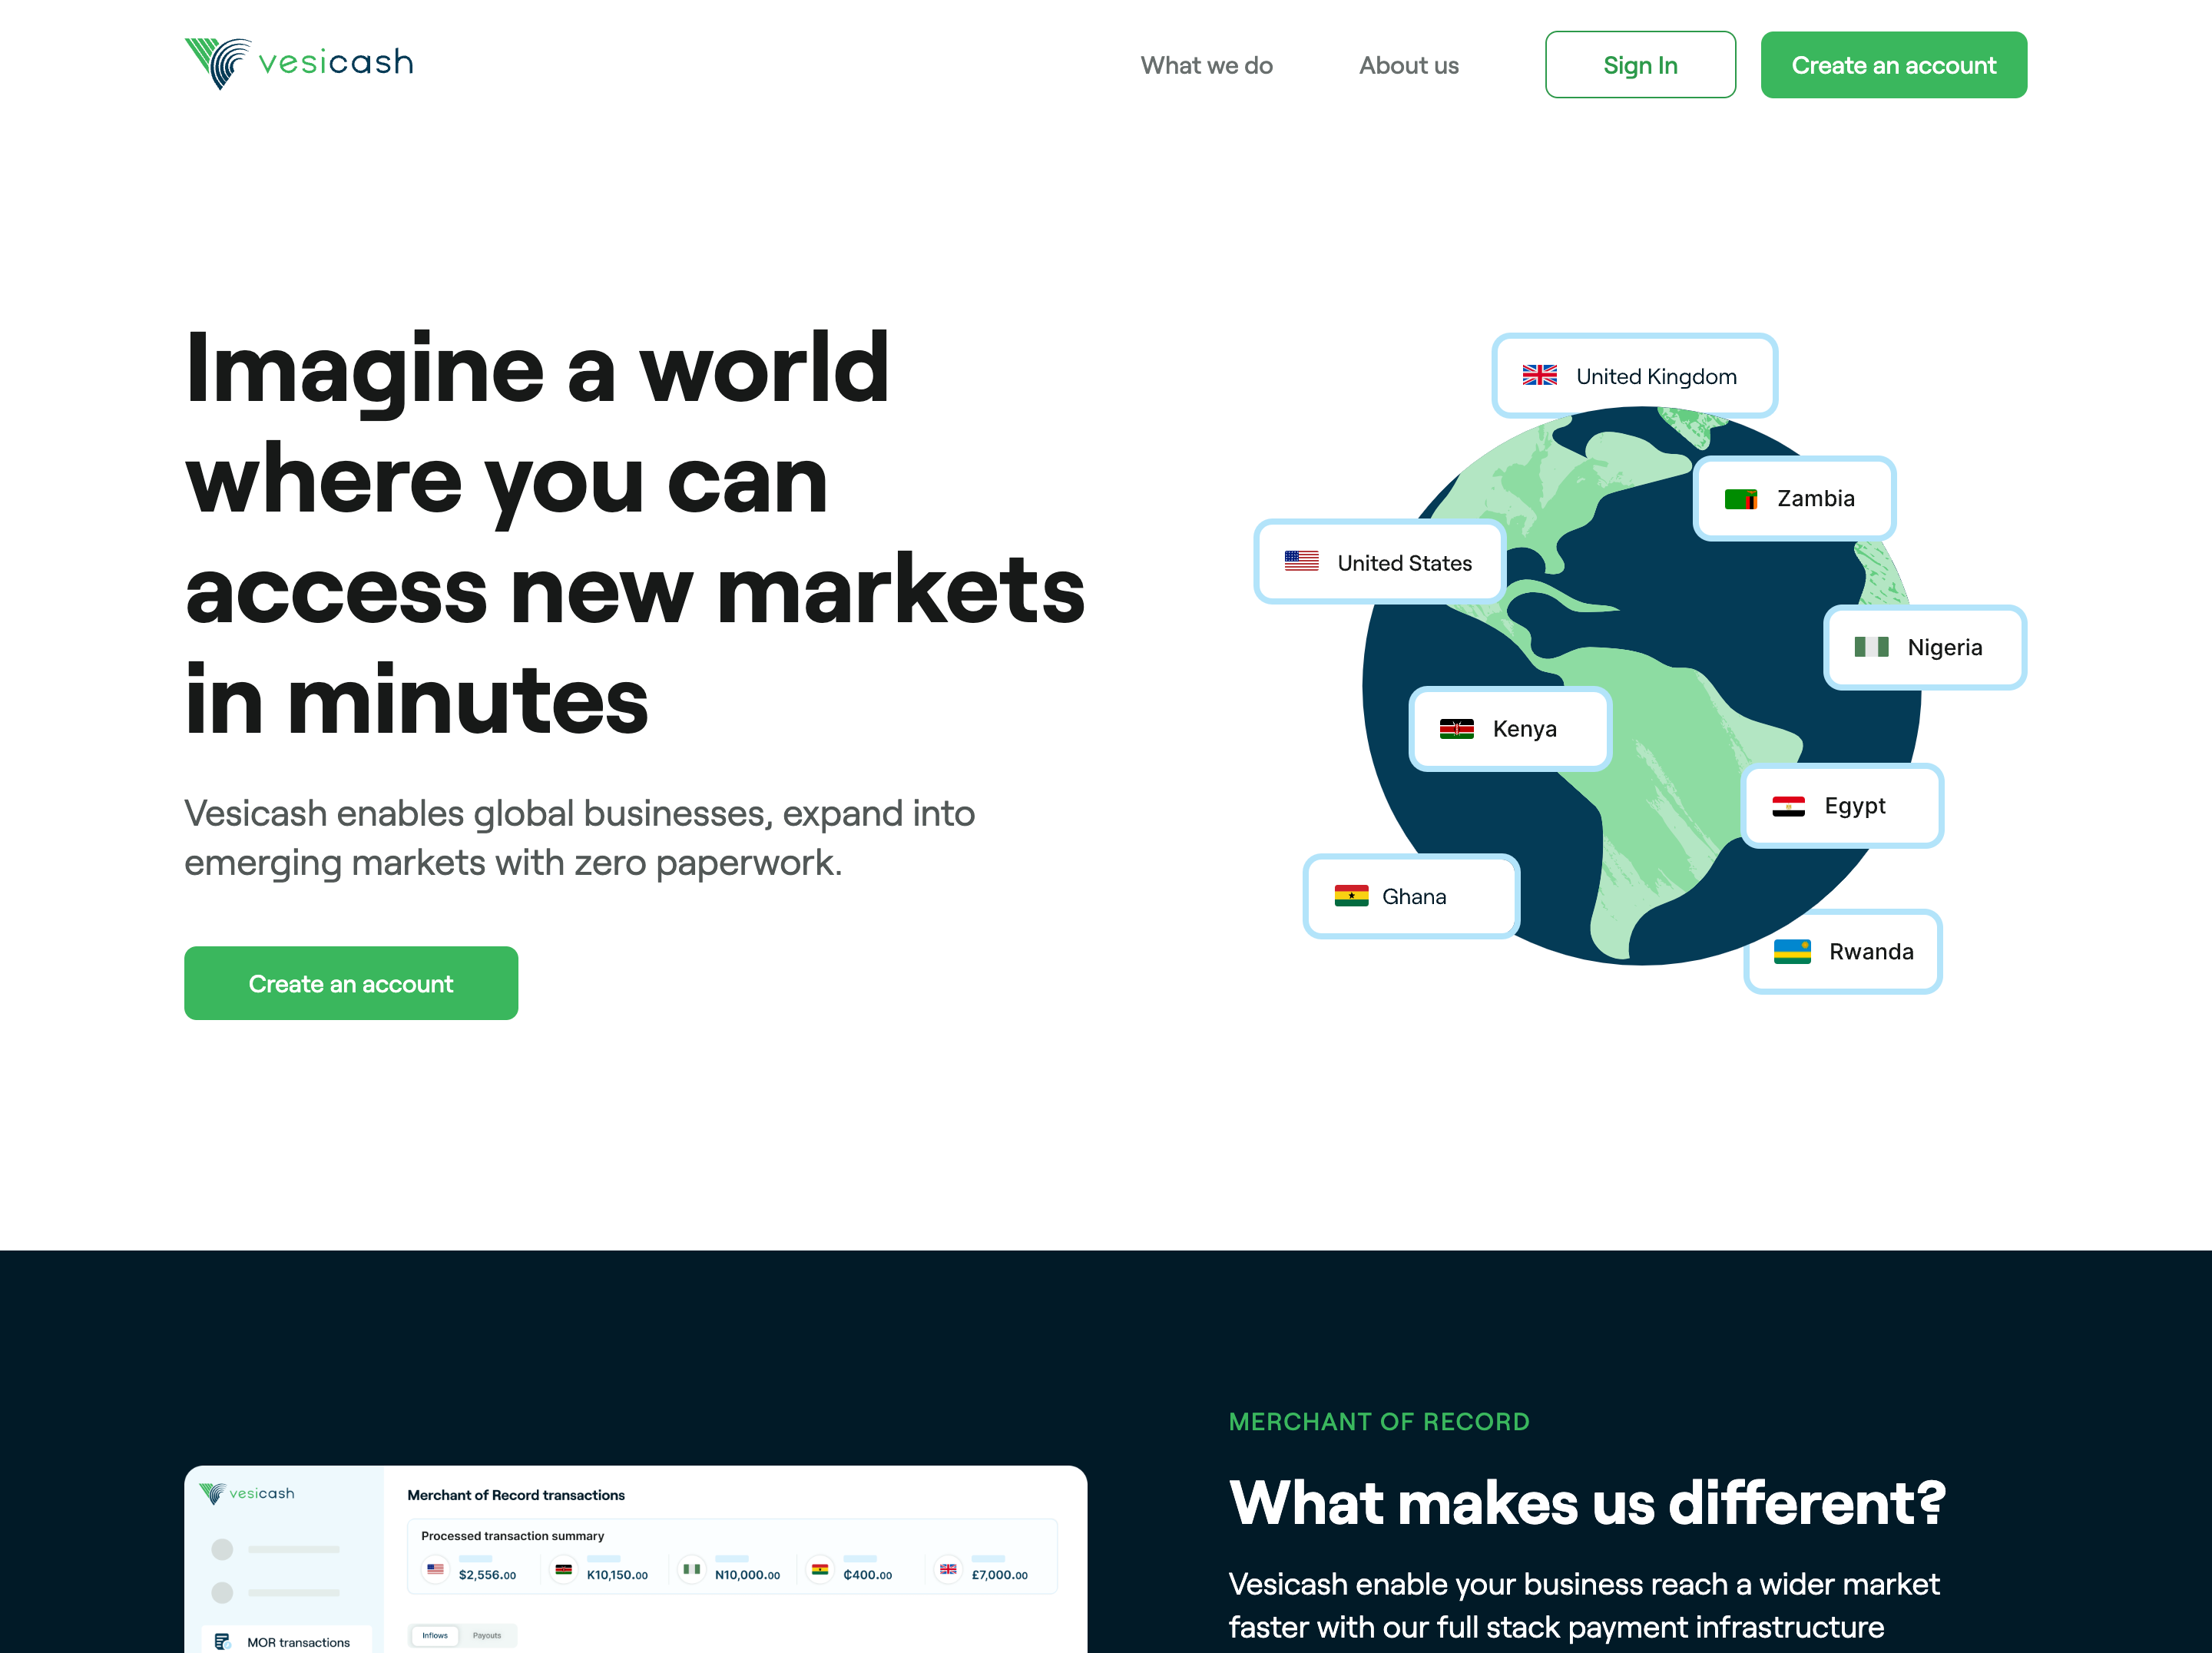 vesicash
What we do
About us
Sign In
Create an account
Imagine a world
where you can
access new markets
in minutes
Vesicash enables global businesses, expand into
emerging markets with zero paperwork.
Create an account
United Kingdom
Zambia
United States
Nigeria
Kenya
Egypt
Ghana
Rwanda
MERCHANT OF RECORD
What makes us different?
Vesicash enable your business reach a wider market
faster with our full stack payment infrastructure
vesicash
MOR transactions
Merchant of Record transactions
Processed transaction summary
$2,556.00
K10,150.00
N10,000.00
₵400.00
£7,000.00
Inflows
Payouts